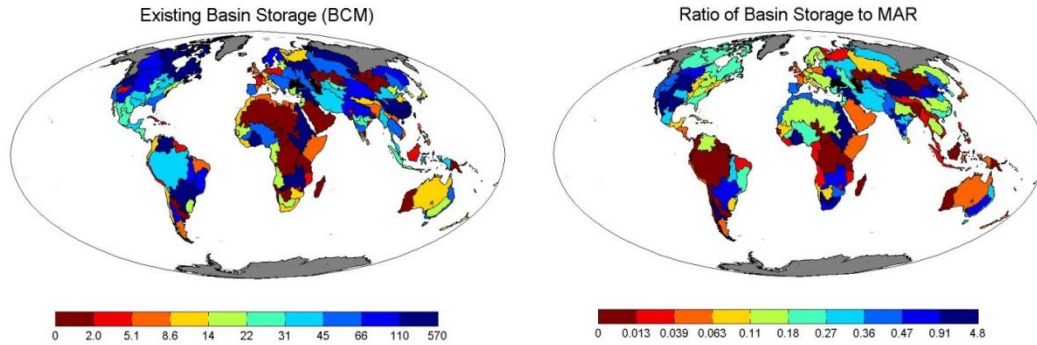 Existing Basin Storage (BCM)
Ratio of Basin Storage to MAR
0 2.0 5.1 8.6 14 22 31 45 66 110 570
0 0.013 0.039 0.063 0.11 0.18 0.27 0.36 0.47 0.91 4.8